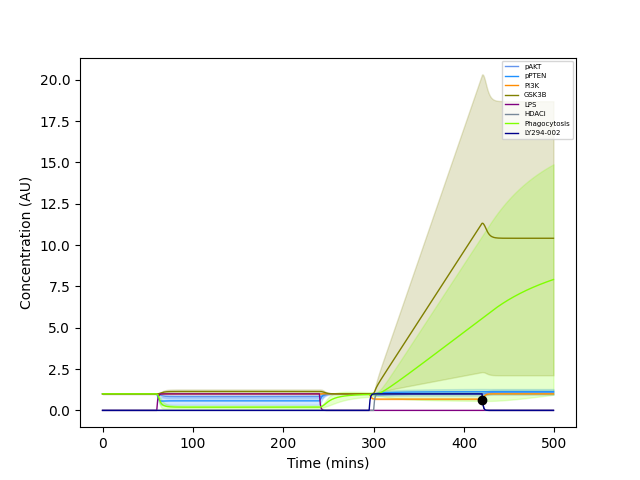 20.0
17.5
15.0
12.5
10.0
7.5
5.0
2.5
0.0
Concentration (AU)
0
100
200
300
400
500
Time (mins)
pAKT
pPTEN
PI3K
GSK3B
LPS
HDACi
Phagocytosis
LY294-002